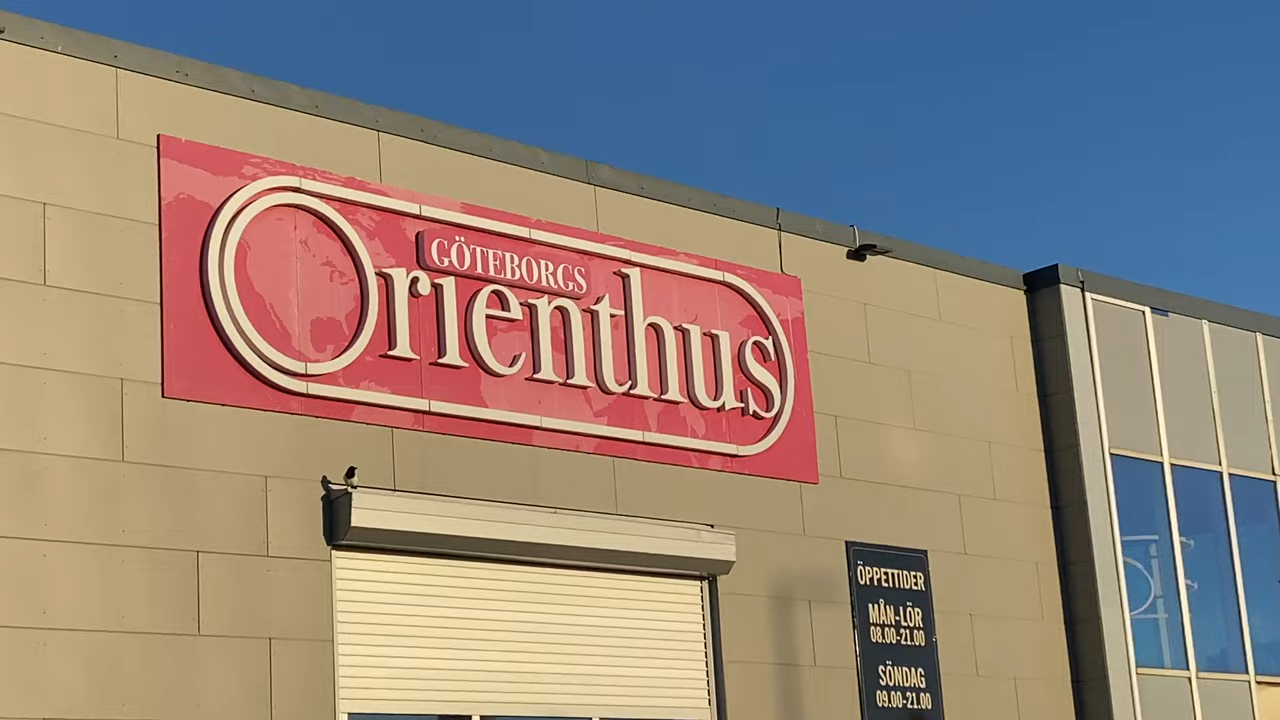 GÖTEBORGS
Orienthus
ÖPPETTIDER
MÅN-LÖR
08.00-21.00
SÖNDAG
09.00-21.00